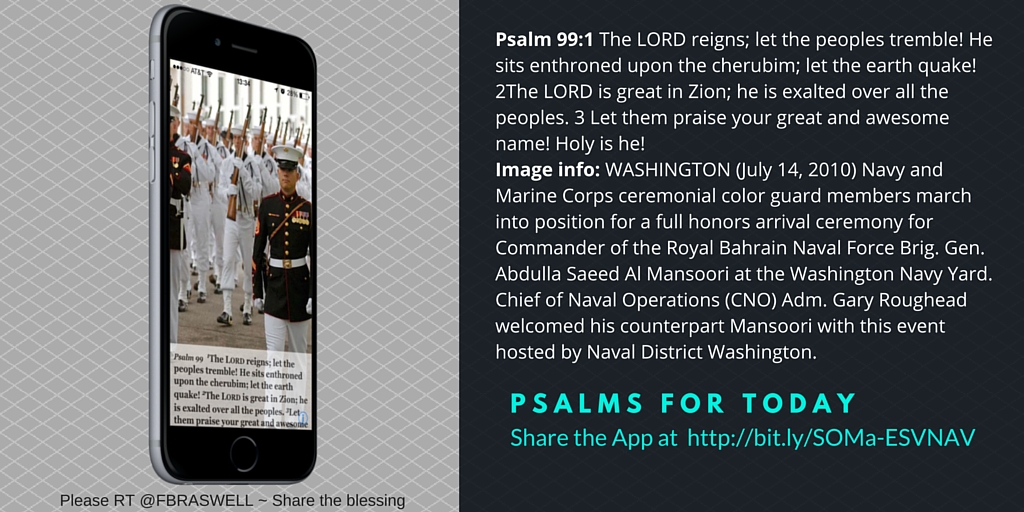 ●●●○○ AT&T 13:34 28%
Psalm 99 ¹The LORD reigns; let the
peoples tremble! He sits enthroned
upon the cherubim; let the earth
quake! ²The LORD is great in Zion; he
is exalted over all the peoples. ³Let
them praise your great and awesome
Please RT @FBRASWELL ~ Share the blessing
Psalm 99:1 The LORD reigns; let the peoples tremble! He
sits enthroned upon the cherubim; let the earth quake!
2The LORD is great in Zion; he is exalted over all the
peoples. 3 Let them praise your great and awesome
name! Holy is he!
Image info: WASHINGTON (July 14, 2010) Navy and
Marine Corps ceremonial color guard members march
into position for a full honors arrival ceremony for
Commander of the Royal Bahrain Naval Force Brig. Gen.
Abdulla Saeed Al Mansoori at the Washington Navy Yard.
Chief of Naval Operations (CNO) Adm. Gary Roughead
welcomed his counterpart Mansoori with this event
hosted by Naval District Washington.
PSALMS FOR TODAY
Share the App at http://bit.ly/SOMa-ESVNAV